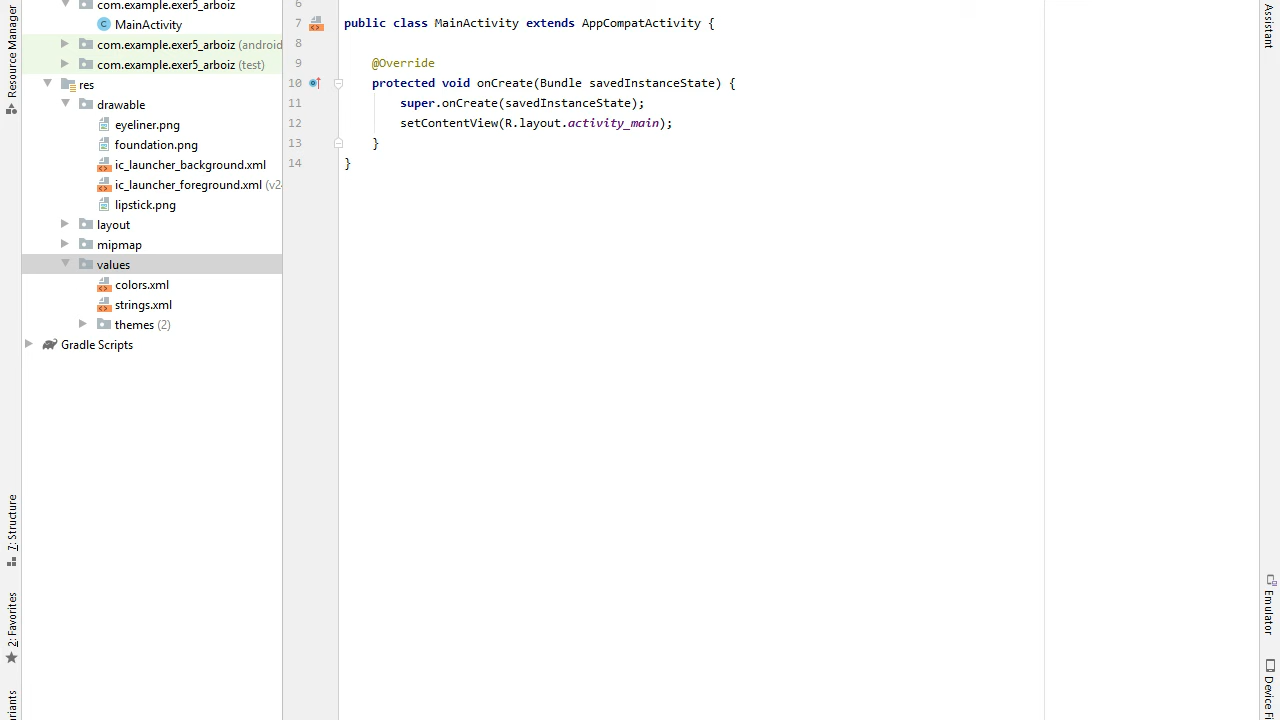 Resource Manager
7: Structure
2: Favorites
com.example.exer5_arboiz
MainActivity
com.example.exer5_arboiz (android
com.example.exer5_arboiz (test)
res
drawable
eyeliner.png
foundation.png
ic_launcher_background.xml
ic_launcher_foreground.xml (v24
lipstick.png
layout
mipmap
values
colors.xml
strings.xml
themes (2)
Gradle Scripts
6
7 public class MainActivity extends AppCompatActivity {
8
9 @Override
10 protected void onCreate(Bundle savedInstanceState) {
11 super.onCreate(savedInstanceState);
12 setContentView(R.layout.activity_main);
13 }
14 }
Assistant
Emulator